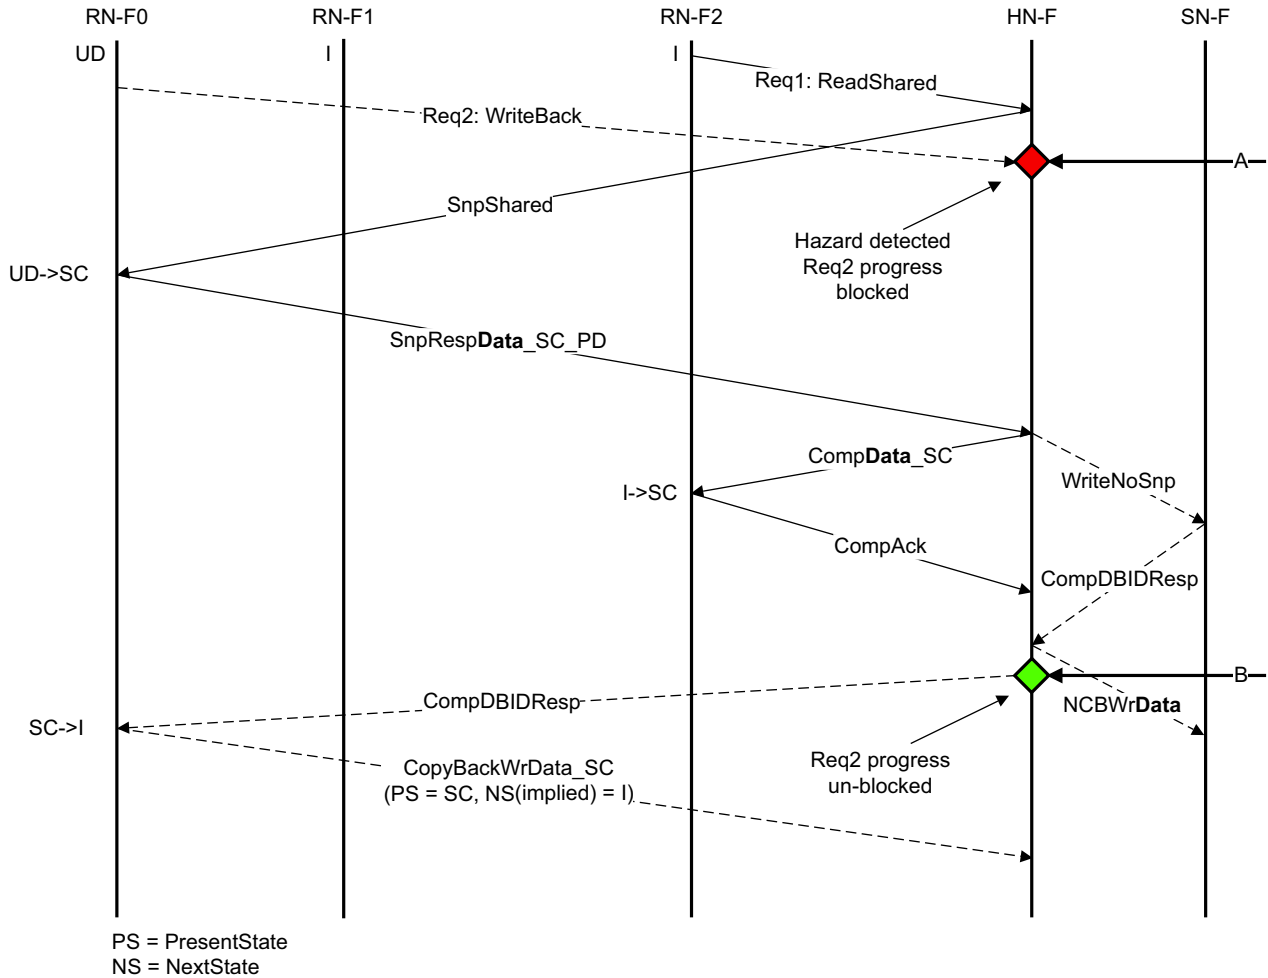 RN-F0 RN-F1 RN-F2 HN-F SN-F
UD I I
Req1: ReadShared
Req2: WriteBack
A
SnpShared
Hazard detected
Req2 progress
blocked
UD->SC
SnpRespData_SC_PD
CompData_SC
WriteNoSnp
I->SC
CompAck
CompDBIDResp
B
CompDBIDResp
NCBWrData
SC->I
Req2 progress
un-blocked
CopyBackWrData_SC
(PS = SC, NS(implied) = I)
PS = PresentState
NS = NextState